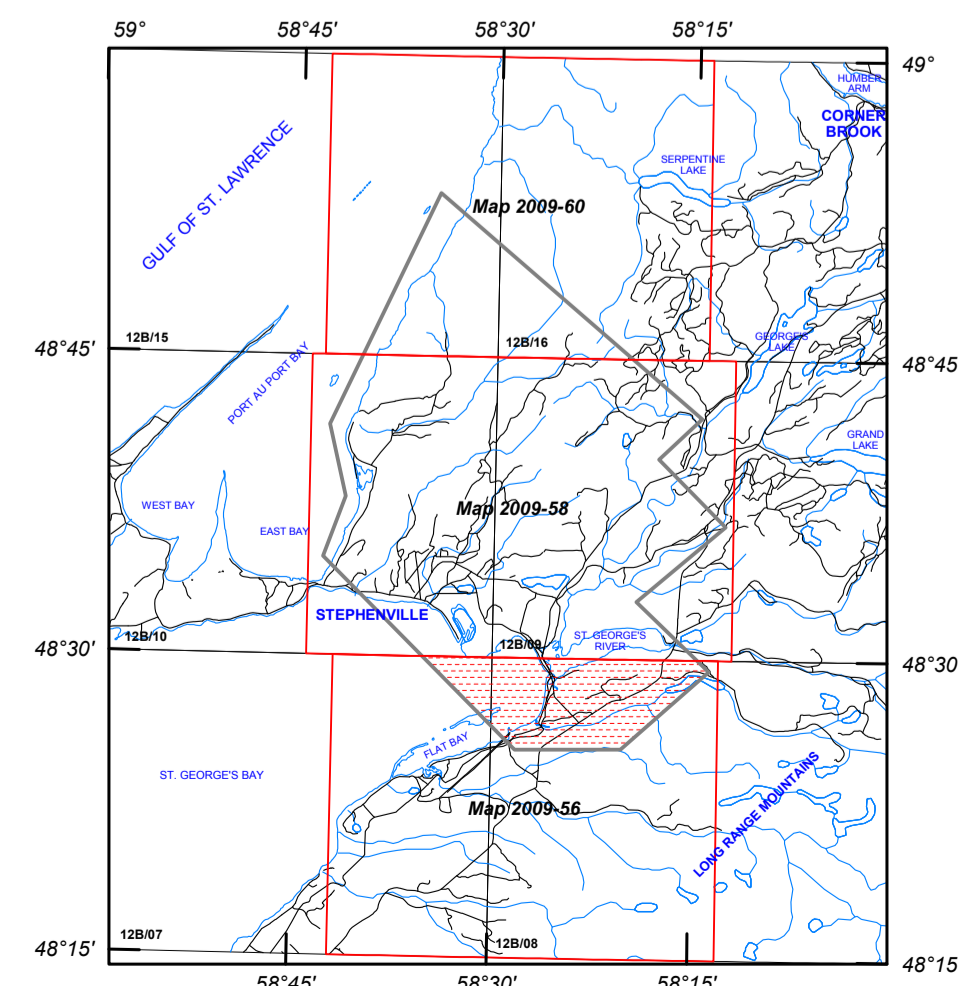 59°
58°45'
58°30'
58°15'
49°
HUMBER
ARM
CORNER
BROOK
GULF OF ST. LAWRENCE
SERPENTINE
LAKE
Map 2009-60
48°45'
12B/15
12B/16
GEORGE'S
LAKE
48°45'
PORT AU PORT BAY
GRAND
LAKE
WEST BAY
EAST BAY
Map 2009-58
STEPHENVILLE
ST. GEORGE'S
RIVER
48°30'
12B/10
12B/09
48°30'
FLAT BAY
ST. GEORGE'S BAY
Map 2009-56
LONG RANGE MOUNTAINS
48°15'
12B/07
12B/08
48°15
58°45'
58°30'
58°15'